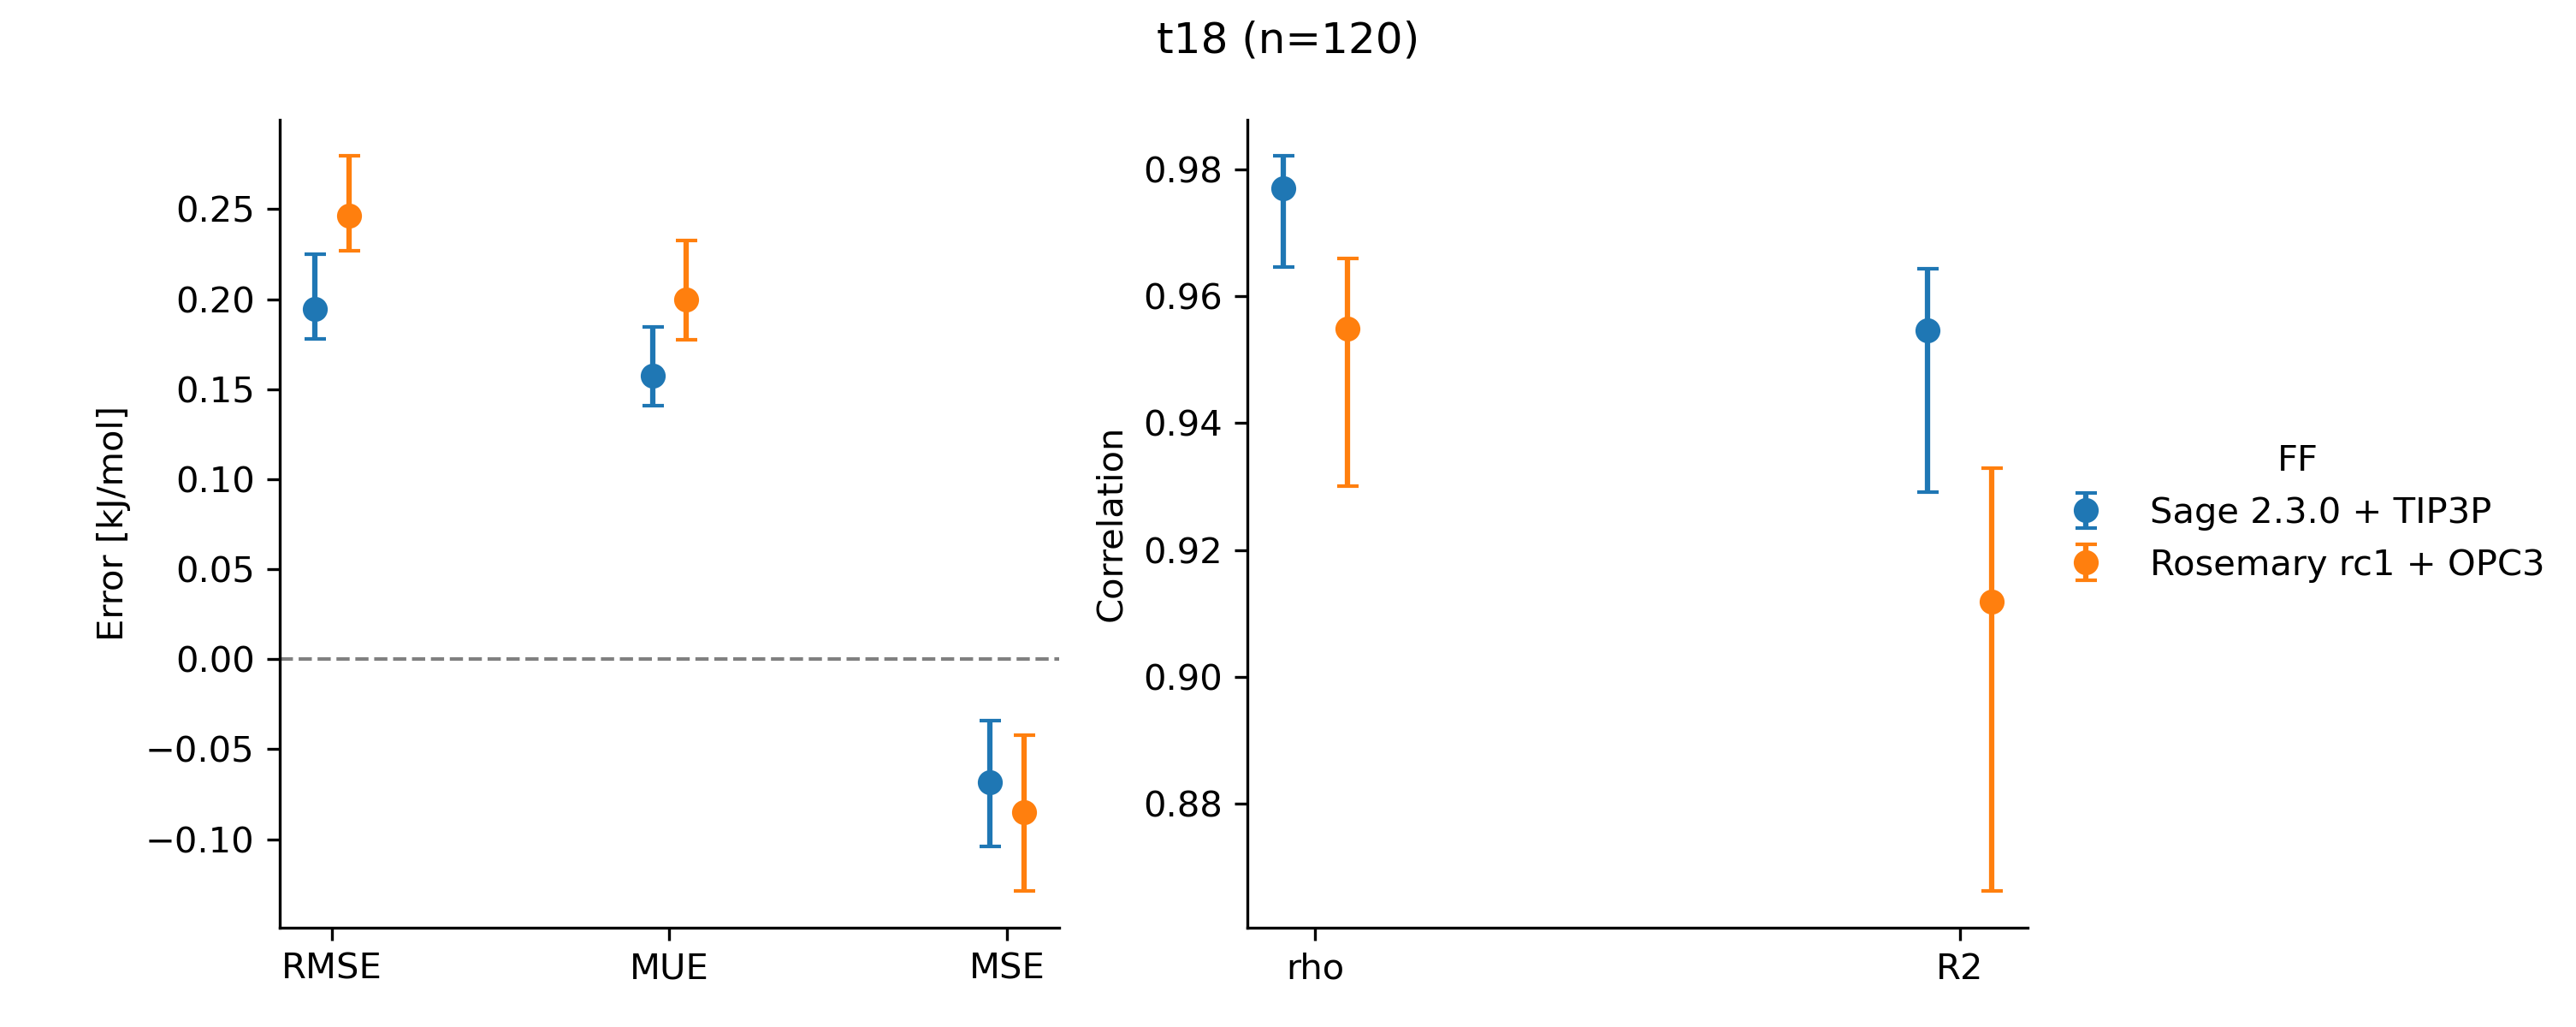 t18 (n=120)
Error [kJ/mol]
0.25
0.20
0.15
0.10
0.05
0.00
−0.05
−0.10
RMSE
MUE
MSE
Correlation
0.98
0.96
0.94
0.92
0.90
0.88
rho
R2
FF
Sage 2.3.0 + TIP3P
Rosemary rc1 + OPC3